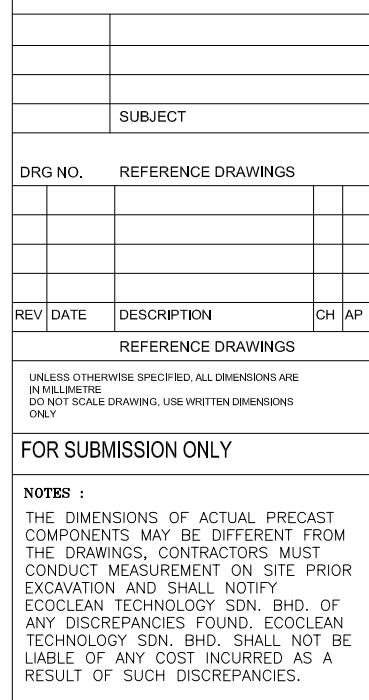 SUBJECT
DRG NO. REFERENCE DRAWINGS
REV DATE DESCRIPTION CH AP
REFERENCE DRAWINGS
UNLESS OTHERWISE SPECIFIED, ALL DIMENSIONS ARE
IN MILLIMETRE
DO NOT SCALE DRAWING, USE WRITTEN DIMENSIONS
ONLY
FOR SUBMISSION ONLY
NOTES :
THE DIMENSIONS OF ACTUAL PRECAST
COMPONENTS MAY BE DIFFERENT FROM
THE DRAWINGS, CONTRACTORS MUST
CONDUCT MEASUREMENT ON SITE PRIOR
EXCAVATION AND SHALL NOTIFY
ECOCLEAN TECHNOLOGY SDN. BHD. OF
ANY DISCREPANCIES FOUND. ECOCLEAN
TECHNOLOGY SDN. BHD. SHALL NOT BE
LIABLE OF ANY COST INCURRED AS A
RESULT OF SUCH DISCREPANCIES.